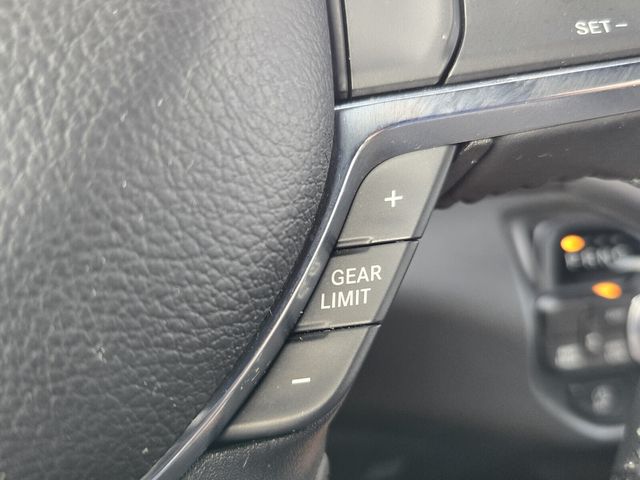 SET -
+
GEAR
LIMIT
-